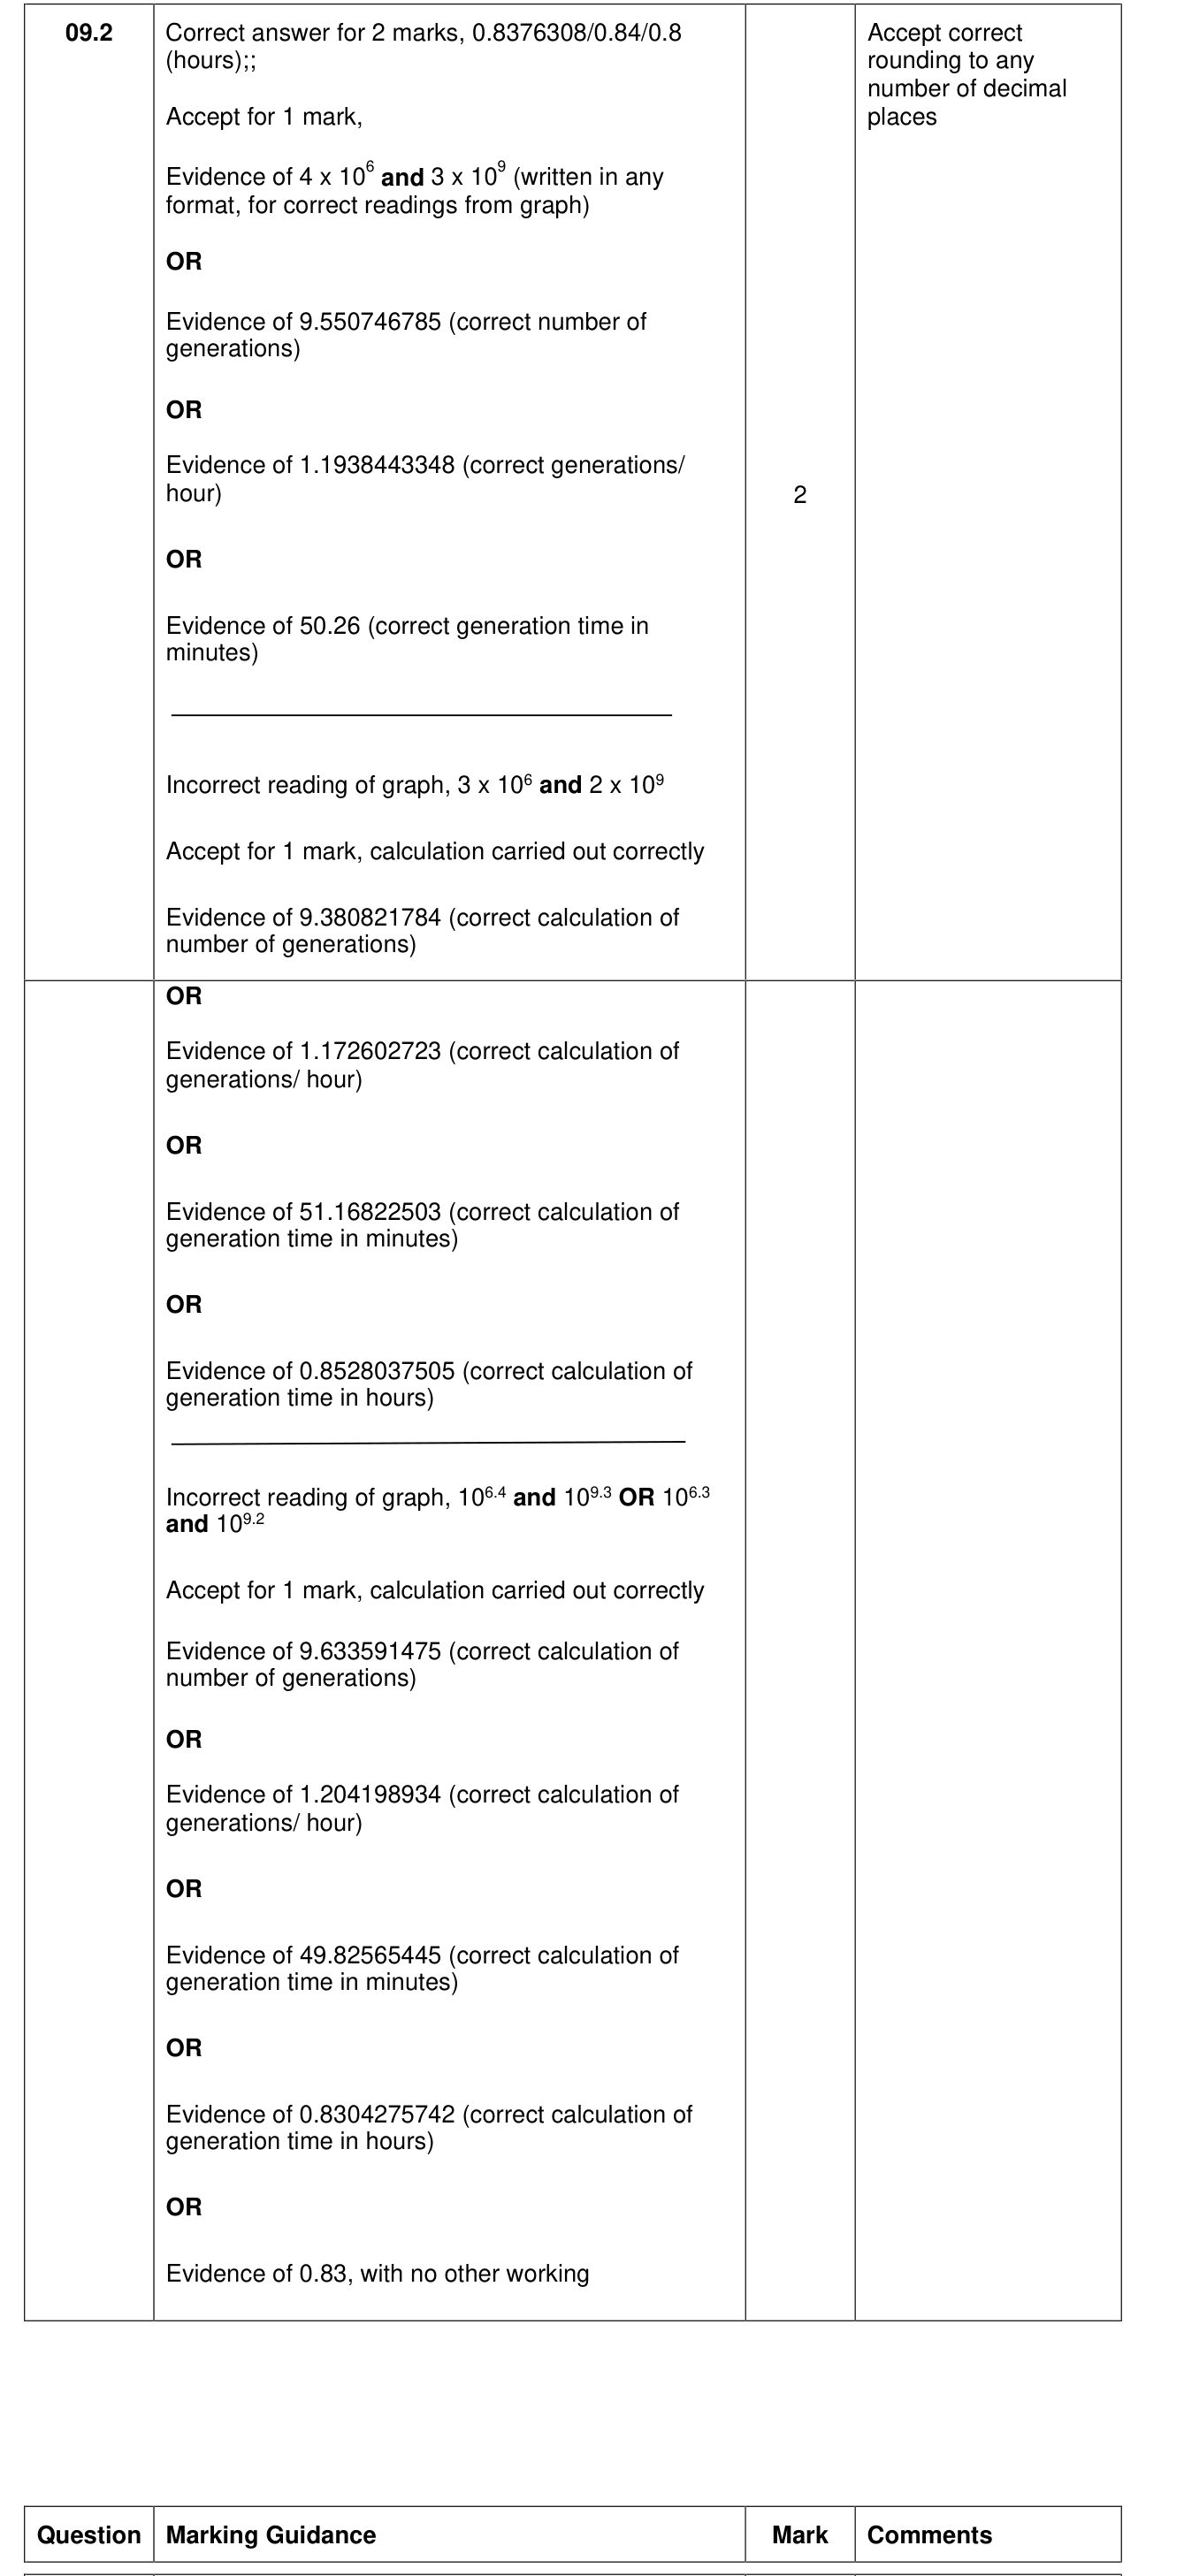 09.2
Correct answer for 2 marks, 0.8376308/0.84/0.8
(hours);;
Accept for 1 mark,
Evidence of 4 x 10⁶ and 3 x 10⁹ (written in any
format, for correct readings from graph)
OR
Evidence of 9.550746785 (correct number of
generations)
OR
Evidence of 1.1938443348 (correct generations/
hour)
OR
Evidence of 50.26 (correct generation time in
minutes)
Incorrect reading of graph, 3 x 10⁶ and 2 x 10⁹
Accept for 1 mark, calculation carried out correctly
Evidence of 9.380821784 (correct calculation of
number of generations)
2
Accept correct
rounding to any
number of decimal
places
OR
Evidence of 1.172602723 (correct calculation of
generations/ hour)
OR
Evidence of 51.16822503 (correct calculation of
generation time in minutes)
OR
Evidence of 0.8528037505 (correct calculation of
generation time in hours)
Incorrect reading of graph, 10^6.4 and 10^9.3 OR 10^6.3
and 10^9.2
Accept for 1 mark, calculation carried out correctly
Evidence of 9.633591475 (correct calculation of
number of generations)
OR
Evidence of 1.204198934 (correct calculation of
generations/ hour)
OR
Evidence of 49.82565445 (correct calculation of
generation time in minutes)
OR
Evidence of 0.8304275742 (correct calculation of
generation time in hours)
OR
Evidence of 0.83, with no other working
Question Marking Guidance Mark Comments